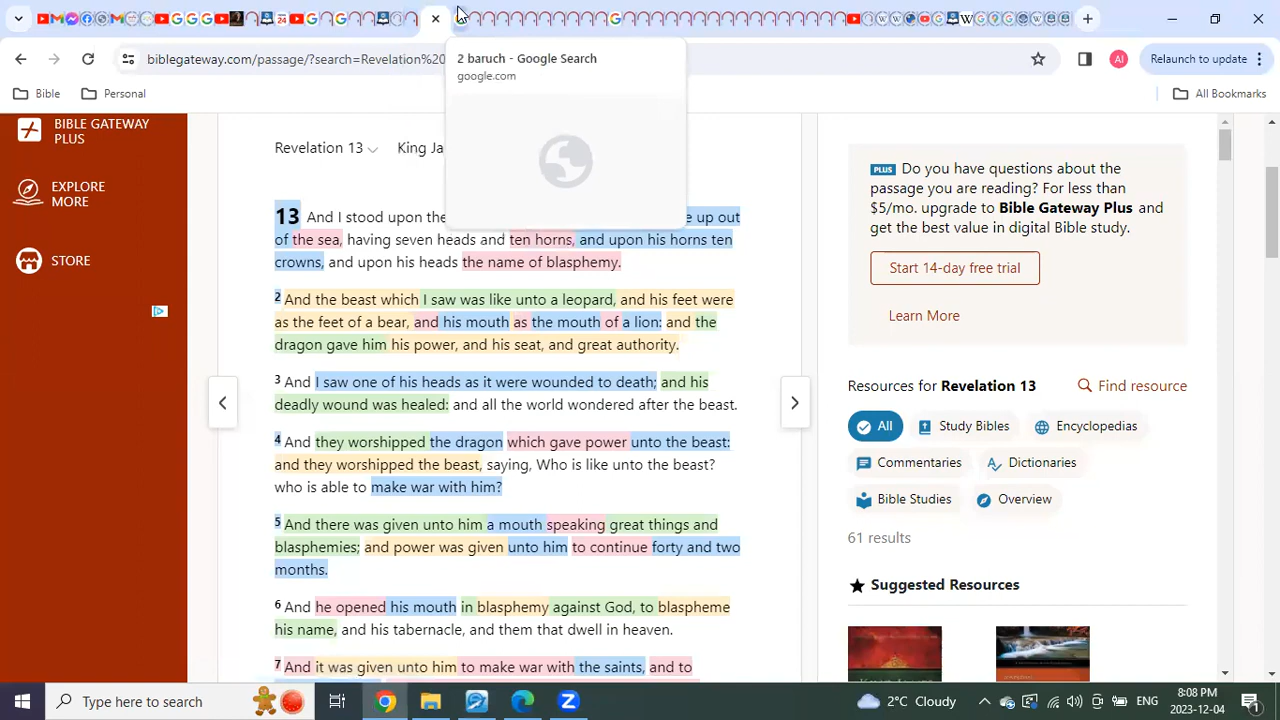 biblegateway.com/passage/?search=Revelation%20
AI
Relaunch to update
Bible
Personal
All Bookmarks
2 baruch - Google Search
google.com
BIBLE GATEWAY
PLUS
EXPLORE
MORE
STORE
Revelation 13
King Ja
13 And I stood upon the
e up out
of the sea, having seven heads and ten horns, and upon his horns ten
crowns, and upon his heads the name of blasphemy.
2 And the beast which I saw was like unto a leopard, and his feet were
as the feet of a bear, and his mouth as the mouth of a lion: and the
dragon gave him his power, and his seat, and great authority.
3 And I saw one of his heads as it were wounded to death; and his
deadly wound was healed: and all the world wondered after the beast.
4 And they worshipped the dragon which gave power unto the beast:
and they worshipped the beast, saying, Who is like unto the beast?
who is able to make war with him?
5 And there was given unto him a mouth speaking great things and
blasphemies; and power was given unto him to continue forty and two
months.
6 And he opened his mouth in blasphemy against God, to blaspheme
his name, and his tabernacle, and them that dwell in heaven.
7 And it was given unto him to make war with the saints, and to
PLUS Do you have questions about the
passage you are reading? For less than
$5/mo. upgrade to Bible Gateway Plus and
get the best value in digital Bible study.
Start 14-day free trial
Learn More
Resources for Revelation 13
Find resource
All
Study Bibles
Encyclopedias
Commentaries
Dictionaries
Bible Studies
Overview
61 results
Suggested Resources
Type here to search
2°C Cloudy
ENG
8:08 PM
2023-12-04
1